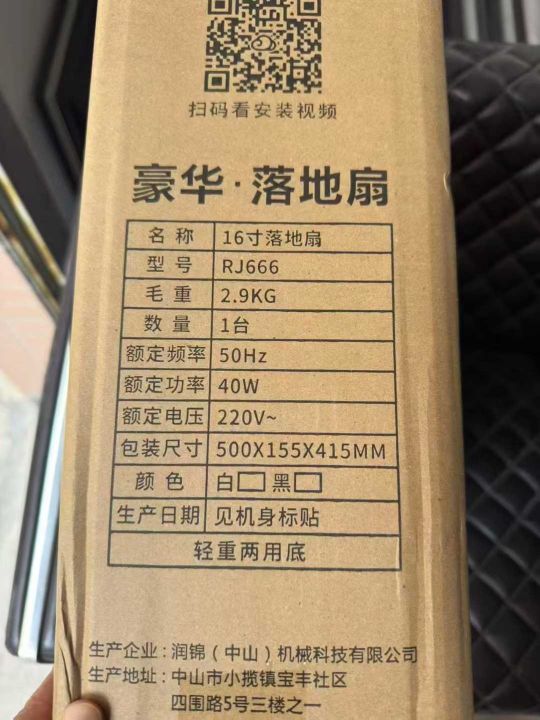 扫码看安装视频
豪华·落地扇
名称 16寸落地扇
型号 RJ666
毛重 2.9KG
数量 1台
额定频率 50Hz
额定功率 40W
额定电压 220V~
包装尺寸 500X155X415MM
颜色 白□ 黑□
生产日期 见机身标贴
轻重两用底
生产企业：润锦（中山）机械科技有限公司
生产地址：中山市小揽镇宝丰社区
四围路5号三楼之一